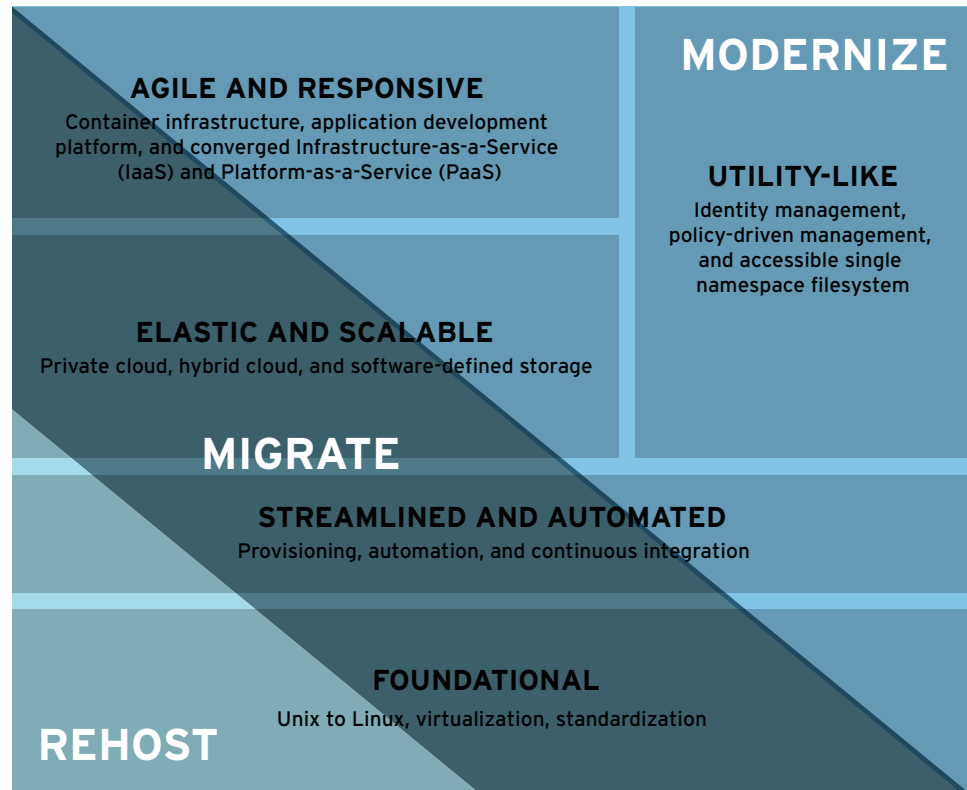 MODERNIZE
AGILE AND RESPONSIVE
Container infrastructure, application development
platform, and converged Infrastructure-as-a-Service
(IaaS) and Platform-as-a-Service (PaaS)
UTILITY-LIKE
Identity management,
policy-driven management,
and accessible single
namespace filesystem
ELASTIC AND SCALABLE
Private cloud, hybrid cloud, and software-defined storage
MIGRATE
STREAMLINED AND AUTOMATED
Provisioning, automation, and continuous integration
FOUNDATIONAL
Unix to Linux, virtualization, standardization
REHOST